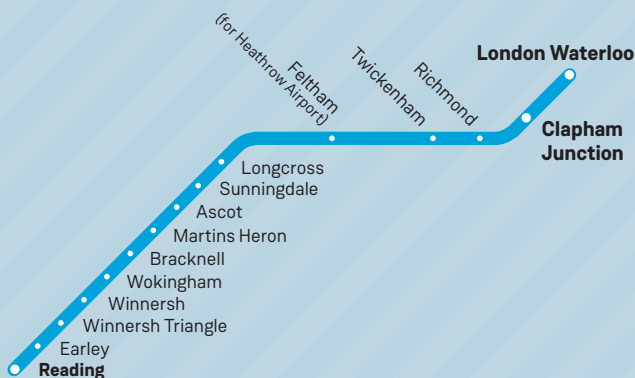 London Waterloo
Clapham
Junction
Richmond
Twickenham
Feltham
(for Heathrow Airport)
Longcross
Sunningdale
Ascot
Martins Heron
Bracknell
Wokingham
Winnersh
Winnersh Triangle
Earley
Reading